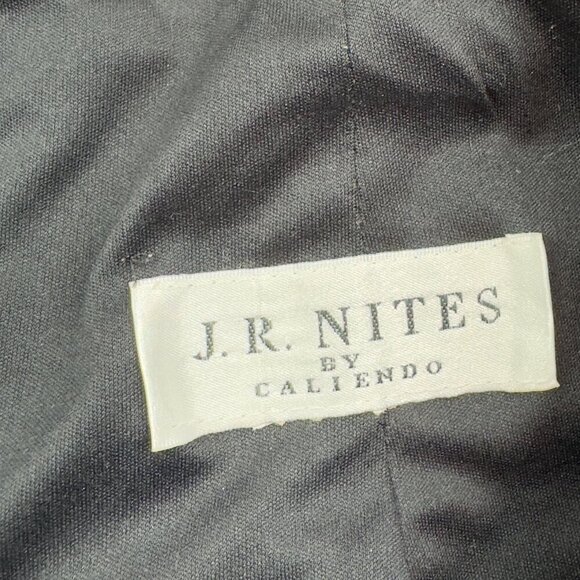 J.R. NITES
BY
CALIENDO